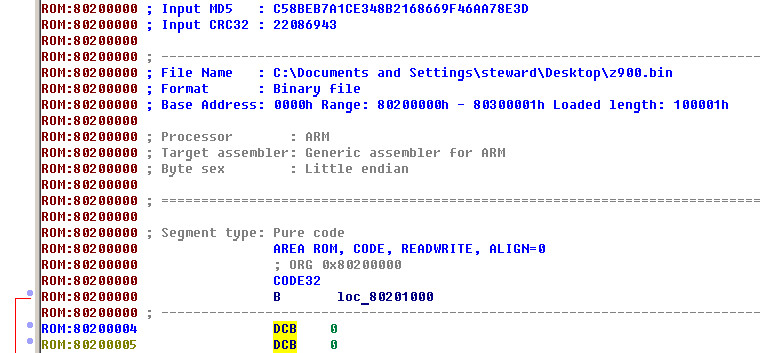 ROM:80200000 ; Input MD5   : C58BEB7A1CE348B2168669F46AA78E3D
ROM:80200000 ; Input CRC32 : 22086943
ROM:80200000
ROM:80200000 ; ---------------------------------------------------------------------------
ROM:80200000 ; File Name   : C:\Documents and Settings\steward\Desktop\z900.bin
ROM:80200000 ; Format      : Binary file
ROM:80200000 ; Base Address: 0000h Range: 80200000h - 80300001h Loaded length: 100001h
ROM:80200000
ROM:80200000 ; Processor       : ARM
ROM:80200000 ; Target assembler: Generic assembler for ARM
ROM:80200000 ; Byte sex        : Little endian
ROM:80200000
ROM:80200000 ; ===========================================================================
ROM:80200000
ROM:80200000 ; Segment type: Pure code
ROM:80200000                 AREA ROM, CODE, READWRITE, ALIGN=0
ROM:80200000                 ; ORG 0x80200000
ROM:80200000                 CODE32
ROM:80200000                 B       loc_80201000
ROM:80200000 ; ---------------------------------------------------------------------------
ROM:80200004                 DCB    0
ROM:80200005                 DCB    0